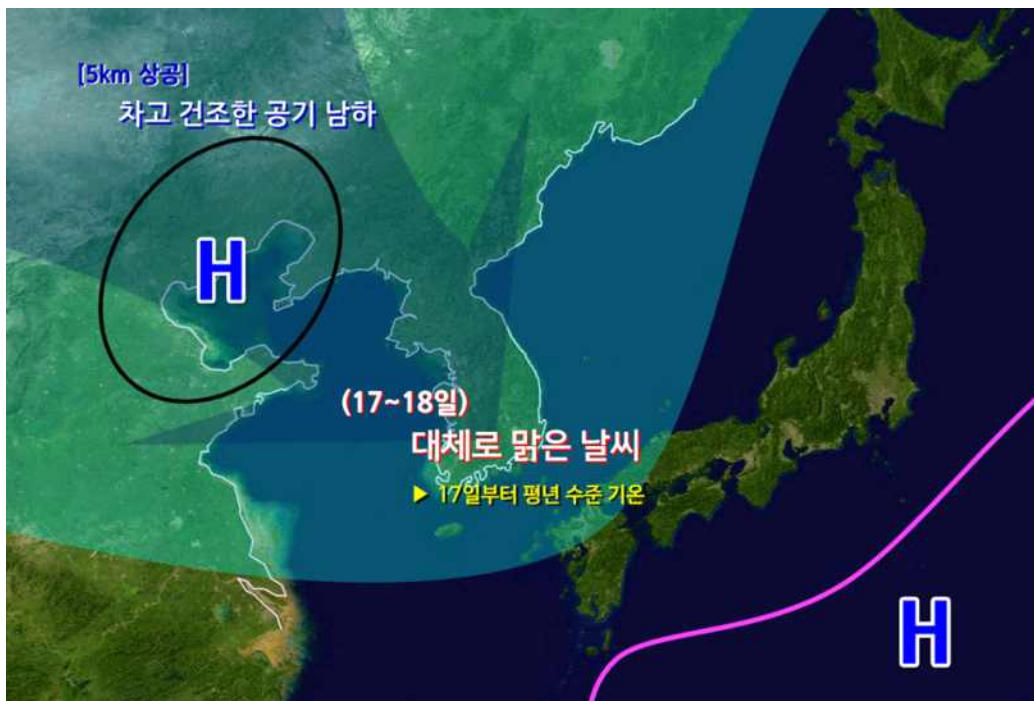 [5km 상공]
차고 건조한 공기 남하
H
(17~18일)
대체로 맑은 날씨
▶ 17일부터 평년 수준 기온
H